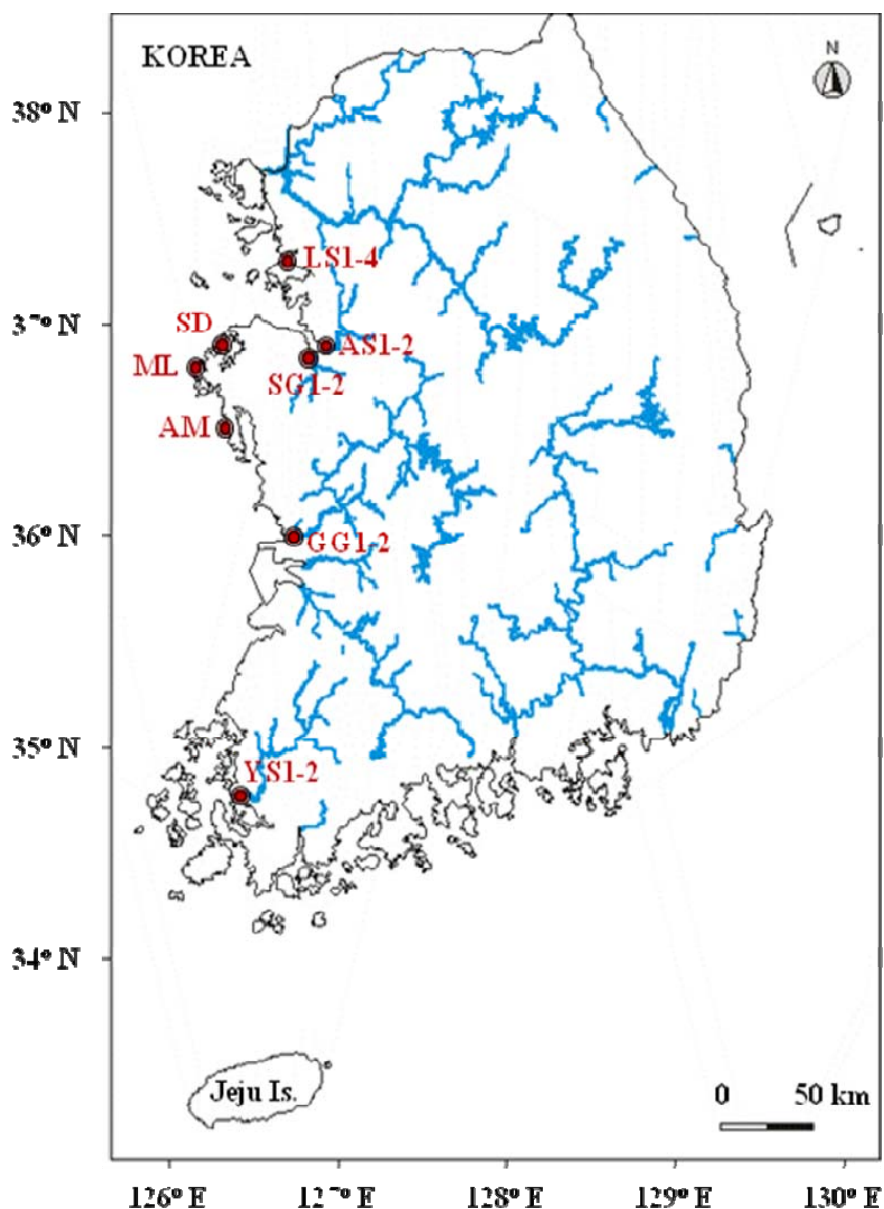 KOREA
N
38° N
LS1-4
37° N
SD
AS1-2
ML
SG1-2
AM
36° N
GG1-2
35° N
YS1-2
34° N
Jeju Is.
0 50 km
126° E 127° E 128° E 129° E 130° E